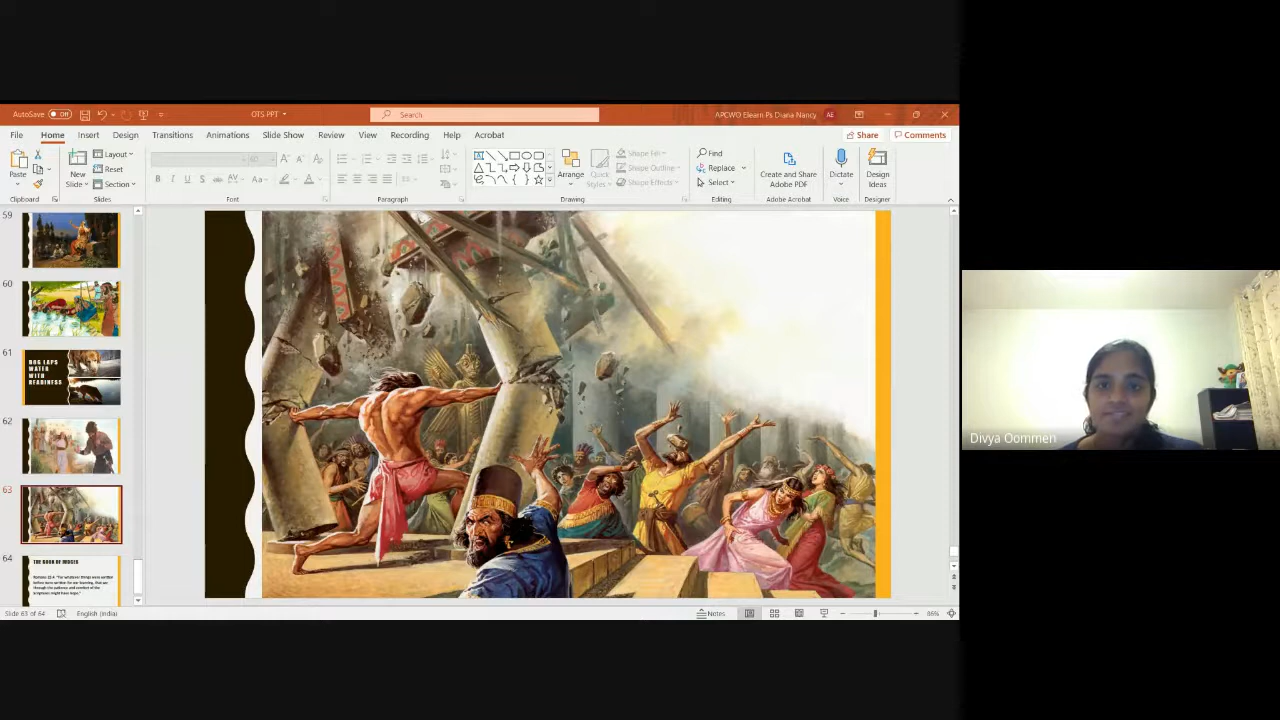 AutoSave Off OTS PPT Search APCWO Elearn Ps Diana Nancy AE
File Home Insert Design Transitions Animations Slide Show Review View Recording Help Acrobat Share Comments
Paste
New
Slide
Layout
Reset
Section
Shape Fill
Shape Outline
Shape Effects
Arrange
Quick
Styles
Find
Replace
Select
Create and Share
Adobe PDF
Dictate
Design
Ideas
Clipboard Slides Font Paragraph Drawing Editing Adobe Acrobat Voice Designer
59
60
61
DOG LAPS
WATER
WITH
READINESS
62
63
64
THE BOOK OF JUDGES
Slide 63 of 64 English (India) Notes 86%
Divya Oommen